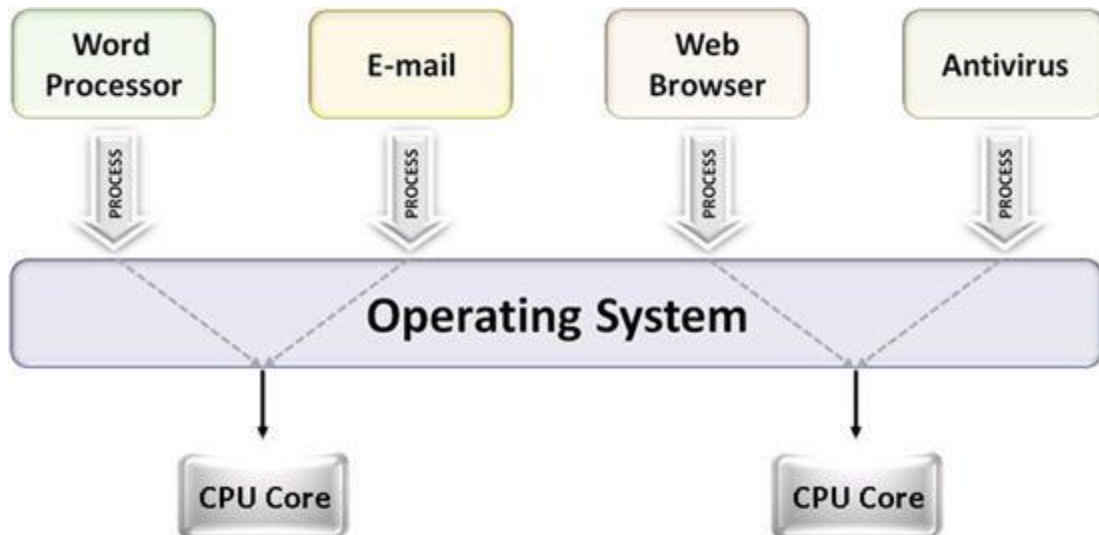 Word
Processor
E-mail
Web
Browser
Antivirus
PROCESS
PROCESS
PROCESS
PROCESS
Operating System
CPU Core
CPU Core